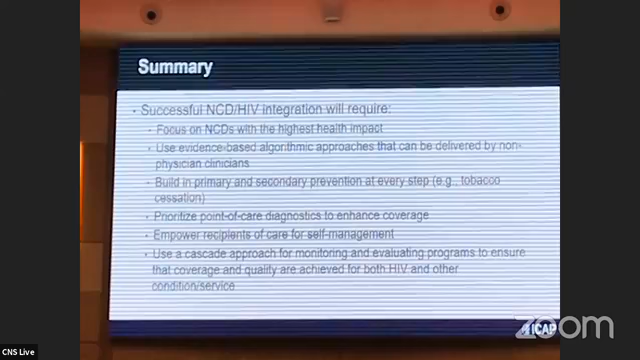 Summary
• Successful NCD/HIV integration will require:
• Focus on NCDs with the highest health impact
• Use evidence-based algorithmic approaches that can be delivered by non-
physician clinicians
• Build in primary and secondary prevention at every step (e.g., tobacco
cessation)
• Prioritize point-of-care diagnostics to enhance coverage
• Empower recipients of care for self-management
• Use a cascade approach for monitoring and evaluating programs to ensure
that coverage and quality are achieved for both HIV and other
condition/service
ICAP
zoom
CNS Live